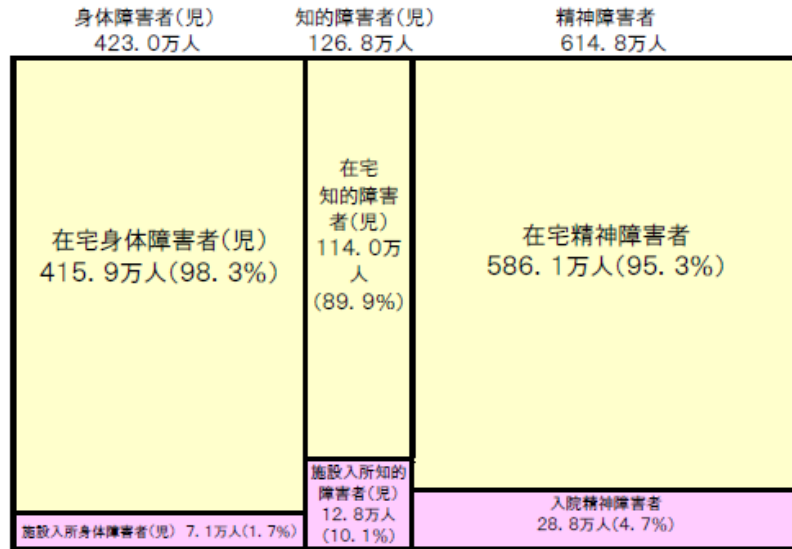 身体障害者(児)
423.0万人
知的障害者(児)
126.8万人
精神障害者
614.8万人
在宅身体障害者(児)
415.9万人(98.3%)
在宅
知的障害
者(児)
114.0万
人
(89.9%)
在宅精神障害者
586.1万人(95.3%)
施設入所身体障害者(児) 7.1万人(1.7%)
施設入所知的
障害者(児)
12.8万人
(10.1%)
入院精神障害者
28.8万人(4.7%)